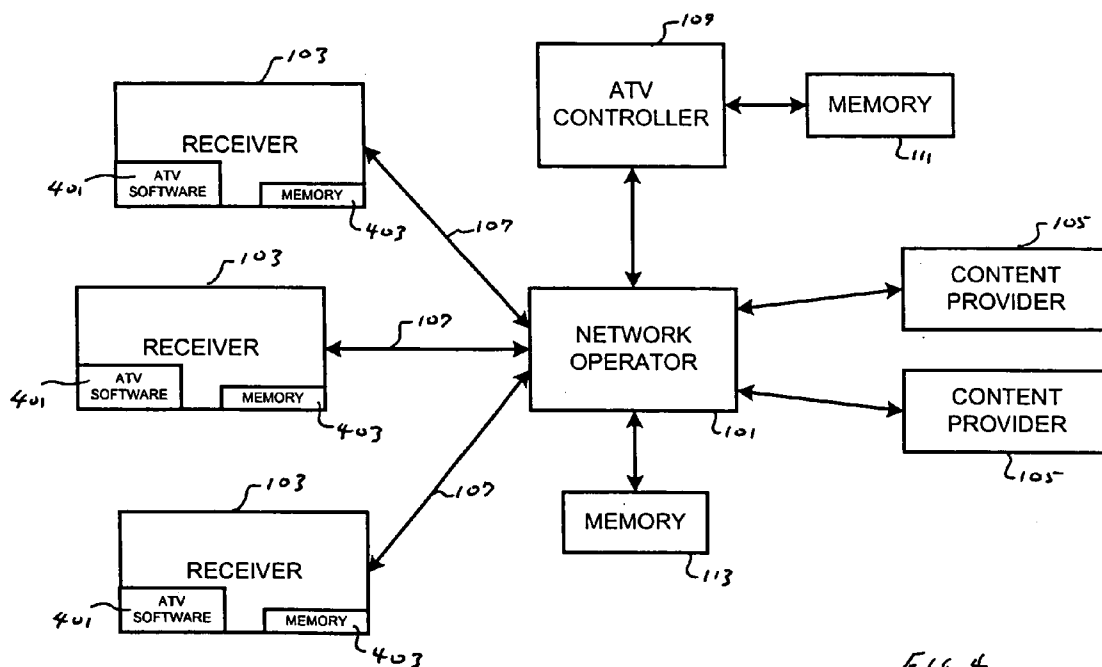 109
103
ATV
CONTROLLER
MEMORY
111
RECEIVER
ATV
SOFTWARE
MEMORY
401
403
107
103
RECEIVER
ATV
SOFTWARE
MEMORY
401
403
107
NETWORK
OPERATOR
101
105
CONTENT
PROVIDER
CONTENT
PROVIDER
105
103
RECEIVER
ATV
SOFTWARE
MEMORY
401
403
107
MEMORY
113
FIG. 4